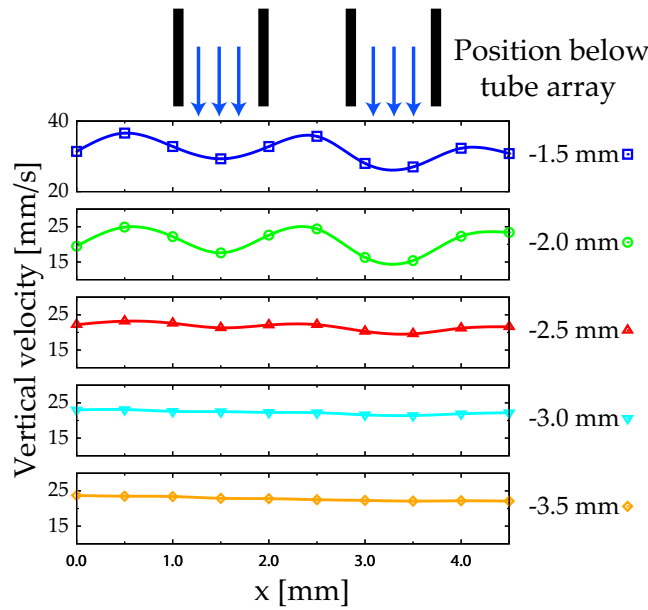 Position below
tube array
40
20
-1.5 mm
25
15
-2.0 mm
25
15
-2.5 mm
25
15
-3.0 mm
25
15
-3.5 mm
Vertical velocity [mm/s]
0.0 1.0 2.0 3.0 4.0
x [mm]